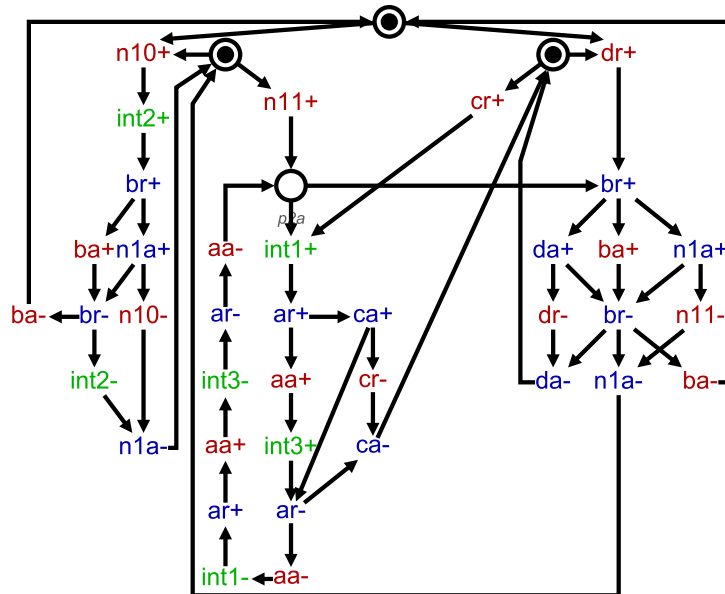 n10+ dr+
n11+ cr+
int2+
br+ br+
p2a
ba+ n1a+ aa- int1+ da+ ba+ n1a+
ba- br- n10- ar- ar+ ca+ dr- br- n11-
int2- int3- aa+ cr- da- n1a- ba-
n1a- aa+ int3+ ca-
ar+ ar-
int1- aa-